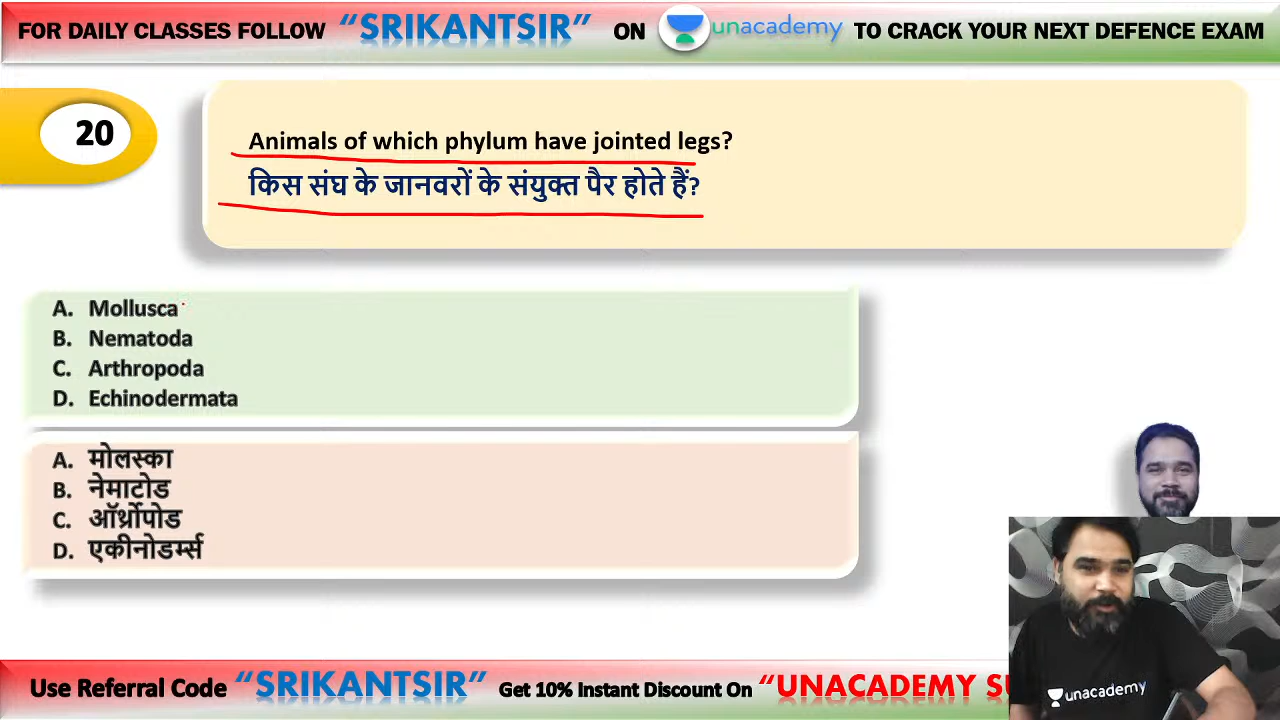 FOR DAILY CLASSES FOLLOW “SRIKANTSIR” ON unacademy TO CRACK YOUR NEXT DEFENCE EXAM
20
Animals of which phylum have jointed legs?
किस संघ के जानवरों के संयुक्त पैर होते हैं?
A. Mollusca
B. Nematoda
C. Arthropoda
D. Echinodermata
A. मोलस्का
B. नेमाटोड
C. ऑर्थ्रोपोड
D. एकीनोडर्म्स
unacademy
Use Referral Code “SRIKANTSIR” Get 10% Instant Discount On “UNACADEMY